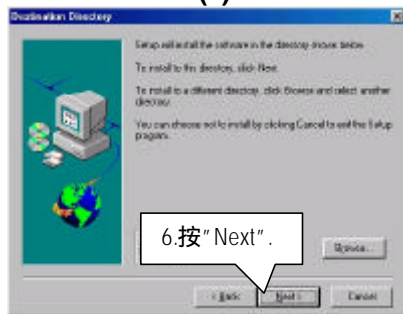 Destination Directory
Setup will install the software in the directory shown below.
To install to this directory, click Next.
To install to a different directory, click Browse and select another
directory.
You can choose not to install by clicking Cancel to exit the Setup
program.
6.按"Next".
Browse...
< Back
Next >
Cancel